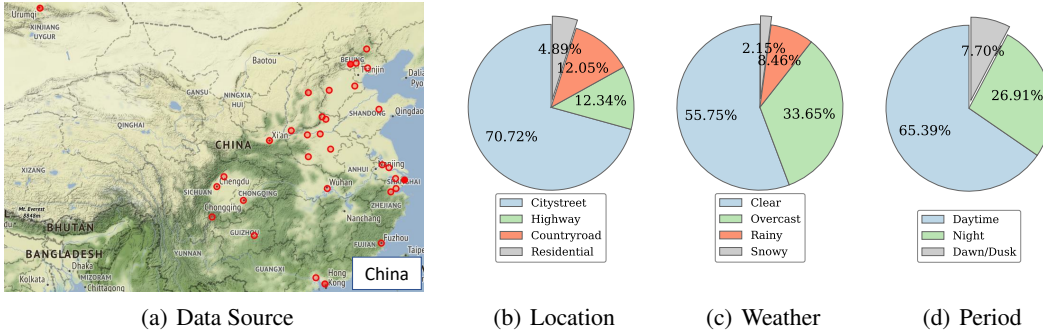 Urumqi
XINJIANG
UYGUR
Baotou
BEIJING
Tianjin
Dalia
Pyo
GANSU
NINGXIA
HUI
SHANDONG
Qingdao
QINGHAI
Xi'an
CHINA
XIZANG
ANHUI
Nanjing
SHANGHAI
Chengdu
SICHUAN
CHONGQING
Wuhan
Mt. Everest
8848m
Chongqing
ZHEJIANG
Nanchang
BHUTAN
GUIZHOU
Fuzhou
FUJIAN
Taipe
BANGLADESH
YUNNAN
GUANGXI
Dhaka
MIZORAM
Kolkata
Chittagong
Hong
Kong
China
(a) Data Source
4.89%
12.05%
12.34%
70.72%
Citystreet
Highway
Countryroad
Residential
(b) Location
2.15%
8.46%
33.65%
55.75%
Clear
Overcast
Rainy
Snowy
(c) Weather
7.70%
26.91%
65.39%
Daytime
Night
Dawn/Dusk
(d) Period